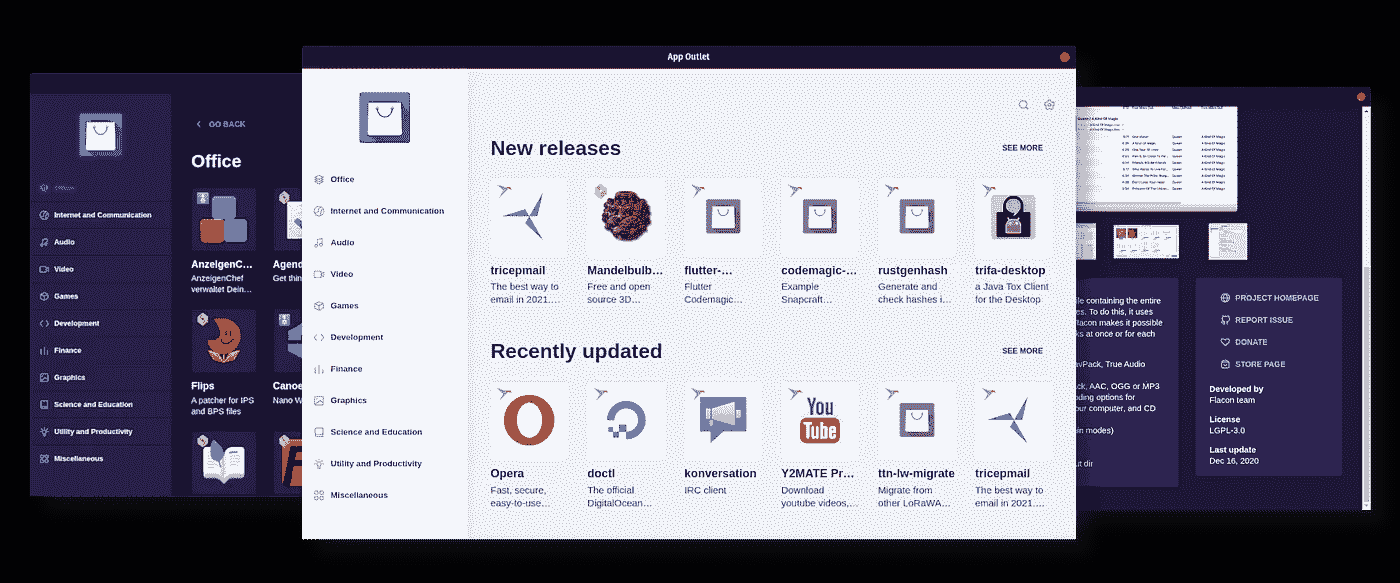 App Outlet
GO BACK
Office
Internet and Communication
Audio
Video
Games
Development
Finance
Graphics
Science and Education
Utility and Productivity
Miscellaneous
AnzeigenC...
AnzeigenChef
verwaltet Dein...
Agend
Get thin
Flips
A patcher for IPS
and BPS files
Canoe
Nano W
Office
Internet and Communication
Audio
Video
Games
Development
Finance
Graphics
Science and Education
Utility and Productivity
Miscellaneous
New releases
SEE MORE
tricepmail
The best way to
email in 2021....
Mandelbulb...
Free and open
source 3D...
flutter-...
Flutter
Codemagic...
codemagic-...
Example
Snapcraft...
rustgenhash
Generate and
check hashes i...
trifa-desktop
a Java Tox Client
for the Desktop
Recently updated
SEE MORE
Opera
Fast, secure,
easy-to-use...
doctl
The official
DigitalOcean...
konversation
IRC client
You
Tube
Y2MATE Pr...
Download
youtube videos,...
ttn-lw-migrate
Migrate from
other LoRaWA...
tricepmail
The best way to
email in 2021....
le containing the entire
es. To do this, it uses
lacon makes it possible
ks at once or for each
avPack, True Audio
ck, AAC, OGG or MP3
ding options for
our computer, and CD
in modes)
ut dir
PROJECT HOMEPAGE
REPORT ISSUE
DONATE
STORE PAGE
Developed by
Flacon team
License
LGPL-3.0
Last update
Dec 16, 2020